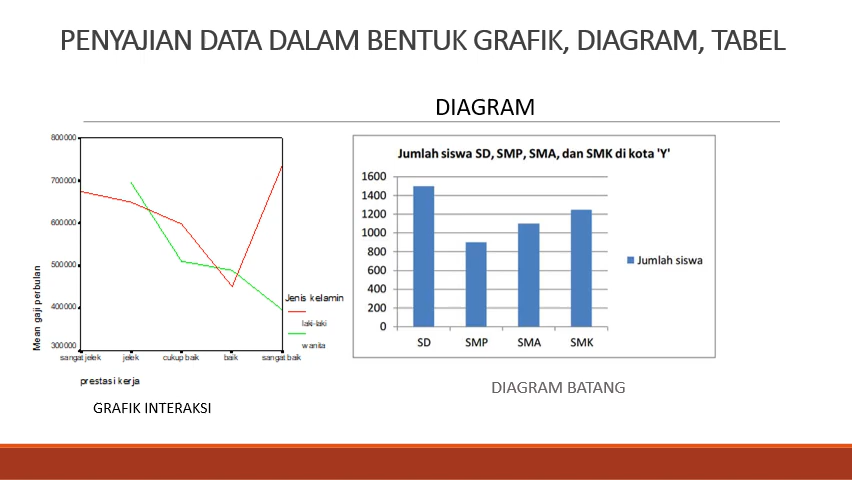 PENYAJIAN DATA DALAM BENTUK GRAFIK, DIAGRAM, TABEL
DIAGRAM
800000
700000
600000
500000
400000
300000
Mean gaji perbulan
sangat jelek
jelek
cukup baik
baik
sangat baik
prestasi kerja
Jenis kelamin
laki-laki
wanita
GRAFIK INTERAKSI
Jumlah siswa SD, SMP, SMA, dan SMK di kota 'Y'
1600
1400
1200
1000
800
600
400
200
0
SD
SMP
SMA
SMK
Jumlah siswa
DIAGRAM BATANG